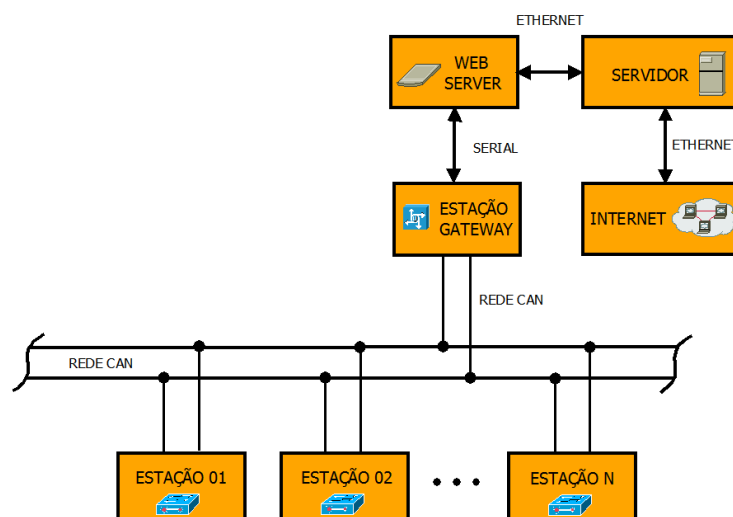 ETHERNET
WEB
SERVER
SERVIDOR
SERIAL
ETHERNET
ESTAÇÃO
GATEWAY
INTERNET
REDE CAN
REDE CAN
ESTAÇÃO 01
ESTAÇÃO 02
ESTAÇÃO N